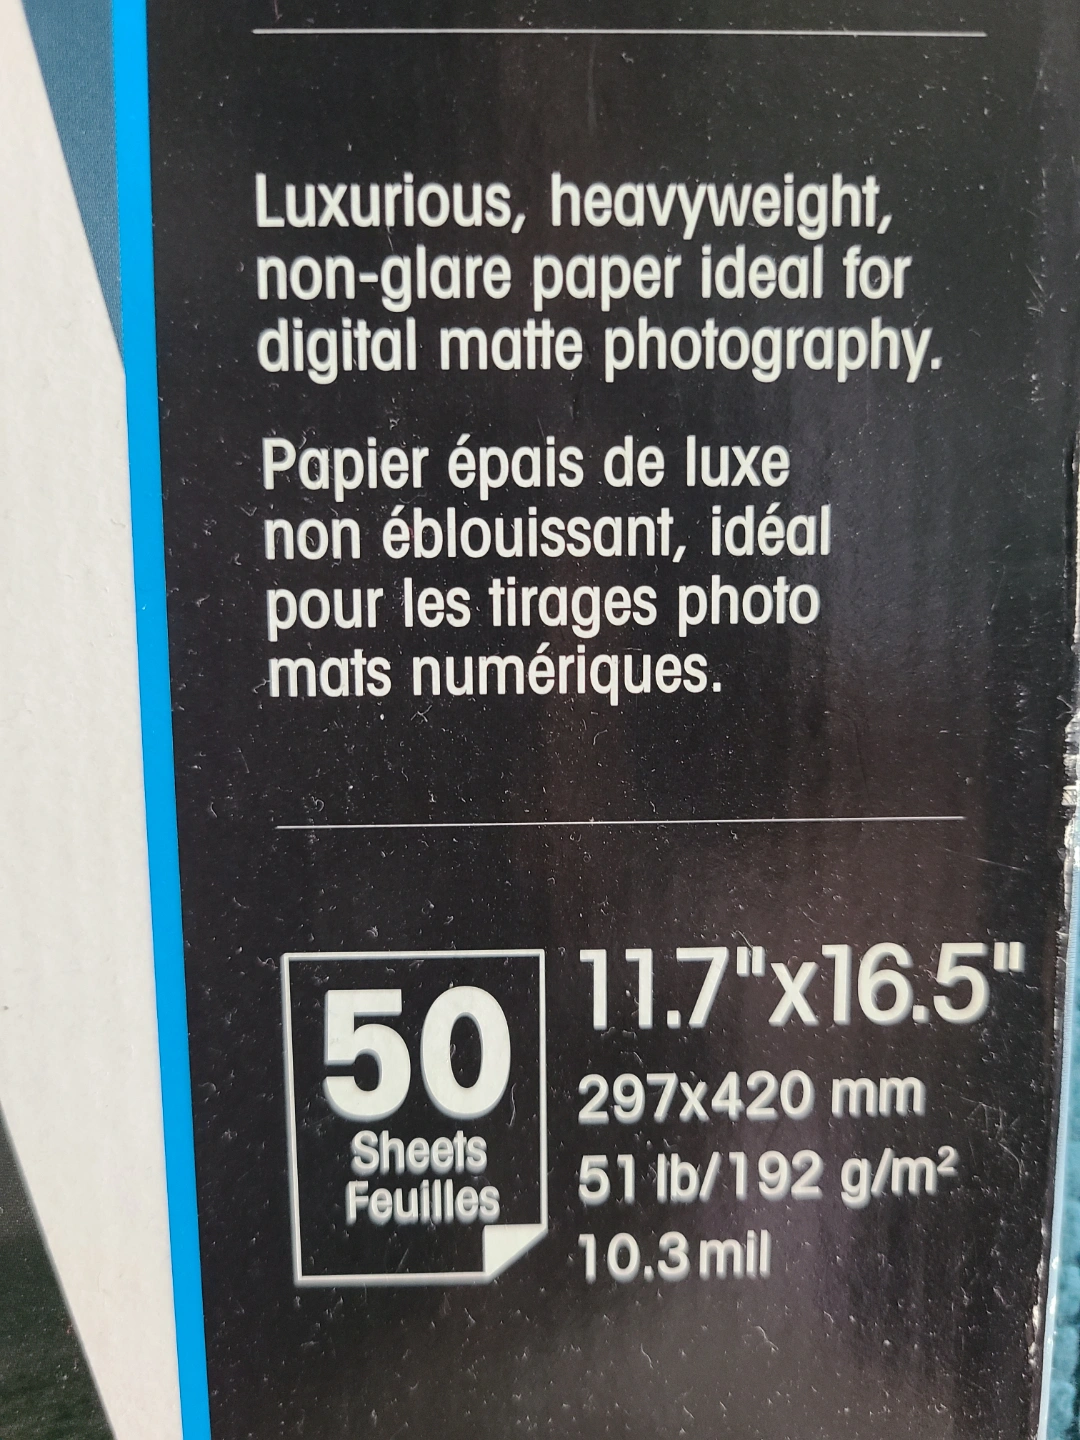 Luxurious, heavyweight,
non-glare paper ideal for
digital matte photography.
Papier épais de luxe
non éblouissant, idéal
pour les tirages photo
mats numériques.
50
Sheets
Feuilles
11.7"x16.5"
297x420 mm
51 lb/192 g/m²
10.3 mil